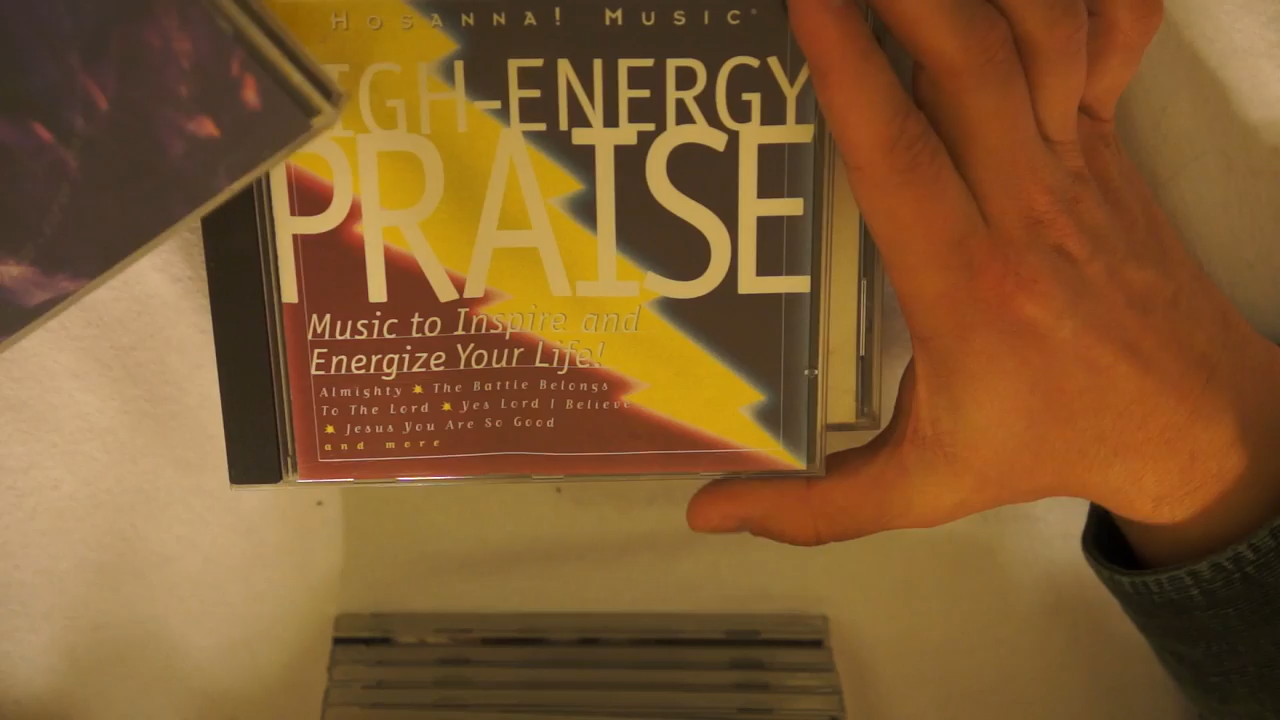 HOSANNA! MUSIC
HIGH-ENERGY
PRAISE
Music to Inspire and
Energize Your Life!
Almighty The Battle Belongs
To The Lord Yes Lord I Believe
Jesus You Are So Good
and more